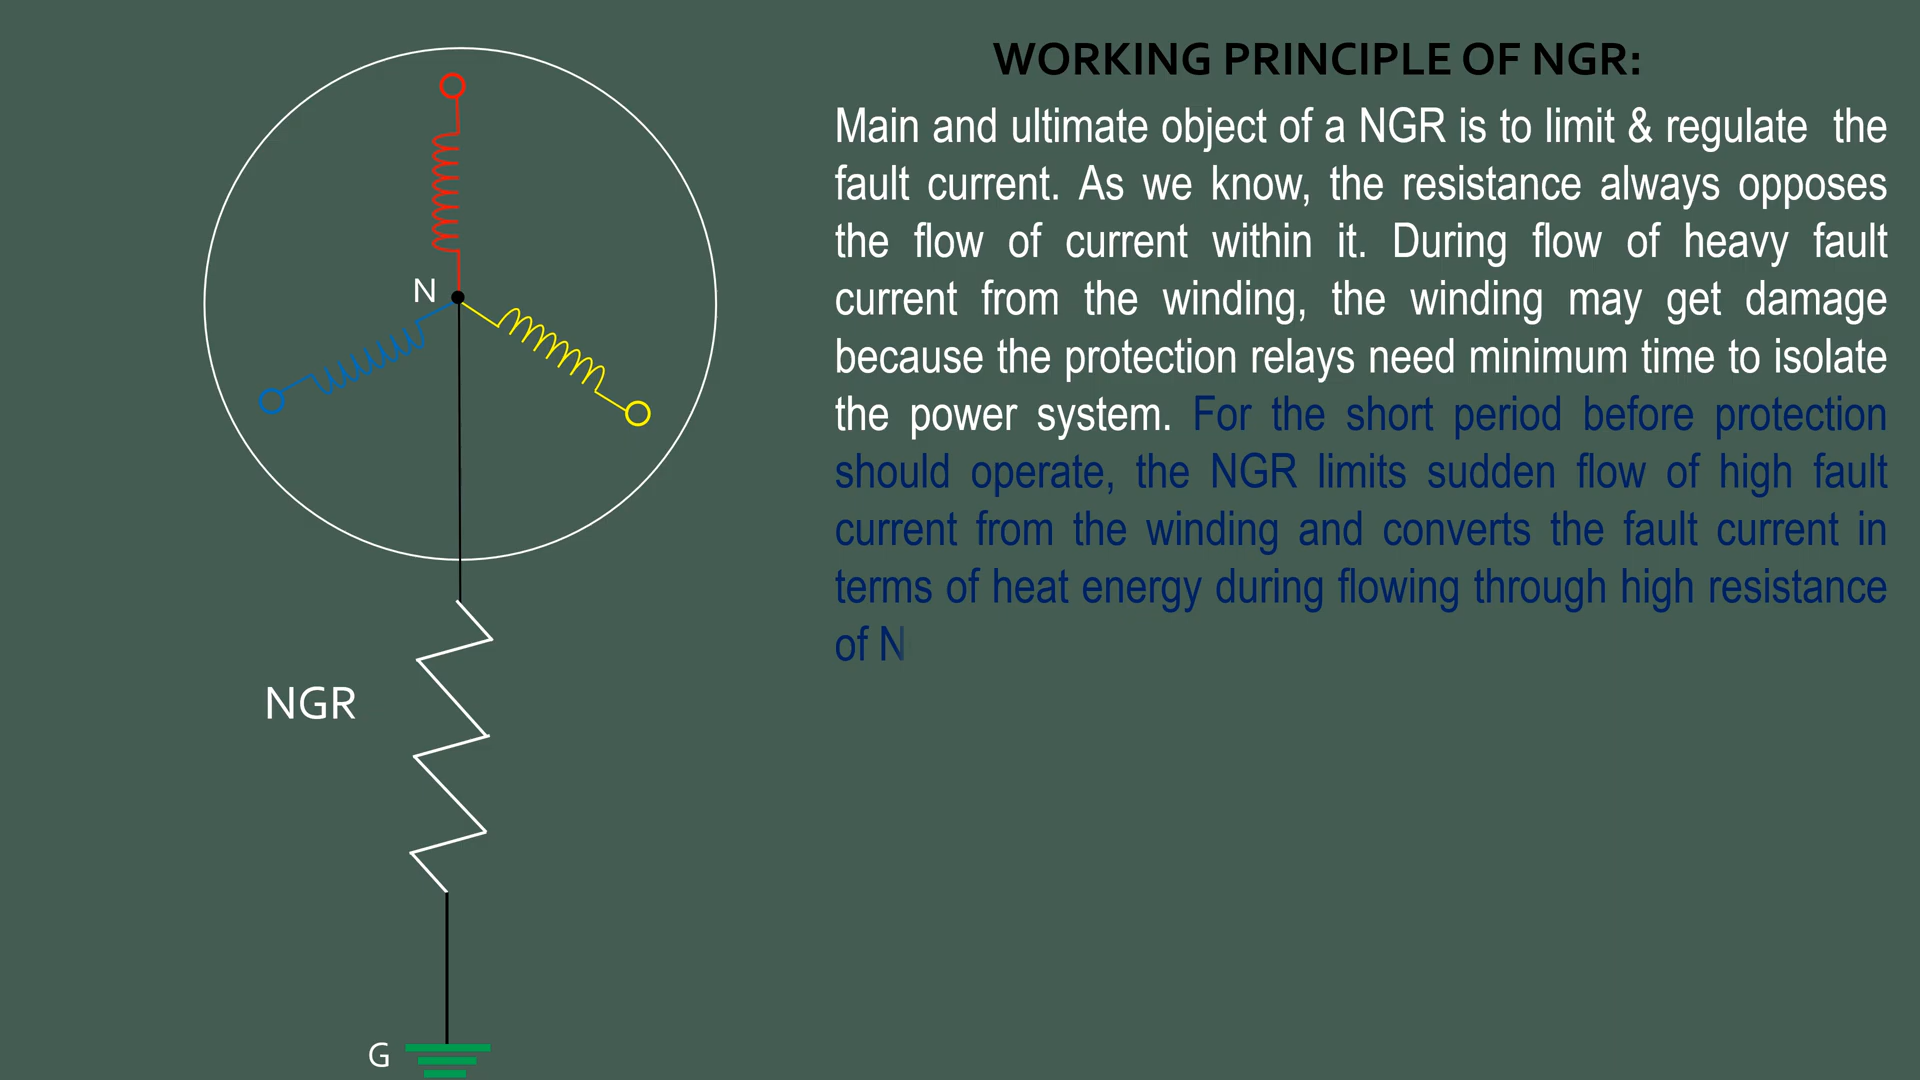 WORKING PRINCIPLE OF NGR:
Main and ultimate object of a NGR is to limit & regulate the
fault current. As we know, the resistance always opposes
the flow of current within it. During flow of heavy fault
current from the winding, the winding may get damage
because the protection relays need minimum time to isolate
the power system. For the short period before protection
should operate, the NGR limits sudden flow of high fault
current from the winding and converts the fault current in
terms of heat energy during flowing through high resistance
of N
N
NGR
G